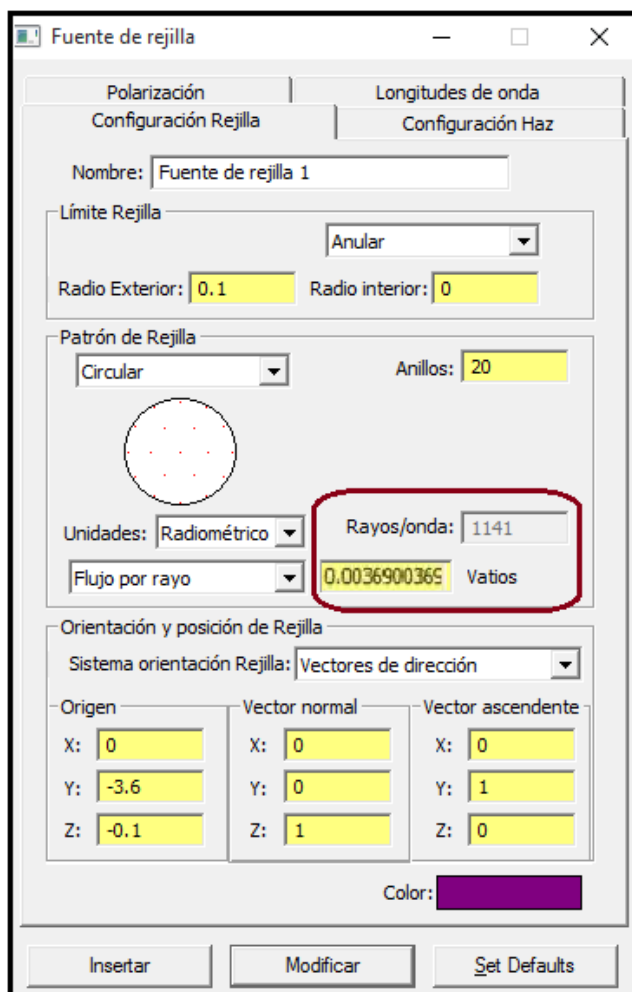 Fuente de rejilla
Polarización Longitudes de onda
Configuración Rejilla Configuración Haz
Nombre: Fuente de rejilla 1
Límite Rejilla
Anular
Radio Exterior: 0.1 Radio interior: 0
Patrón de Rejilla
Circular Anillos: 20
Unidades: Radiométrico Rayos/onda: 1141
Flujo por rayo 0.0036900369 Vatios
Orientación y posición de Rejilla
Sistema orientación Rejilla: Vectores de dirección
Origen Vector normal Vector ascendente
X: 0 X: 0 X: 0
Y: -3.6 Y: 0 Y: 1
Z: -0.1 Z: 1 Z: 0
Color:
Insertar Modificar Set Defaults